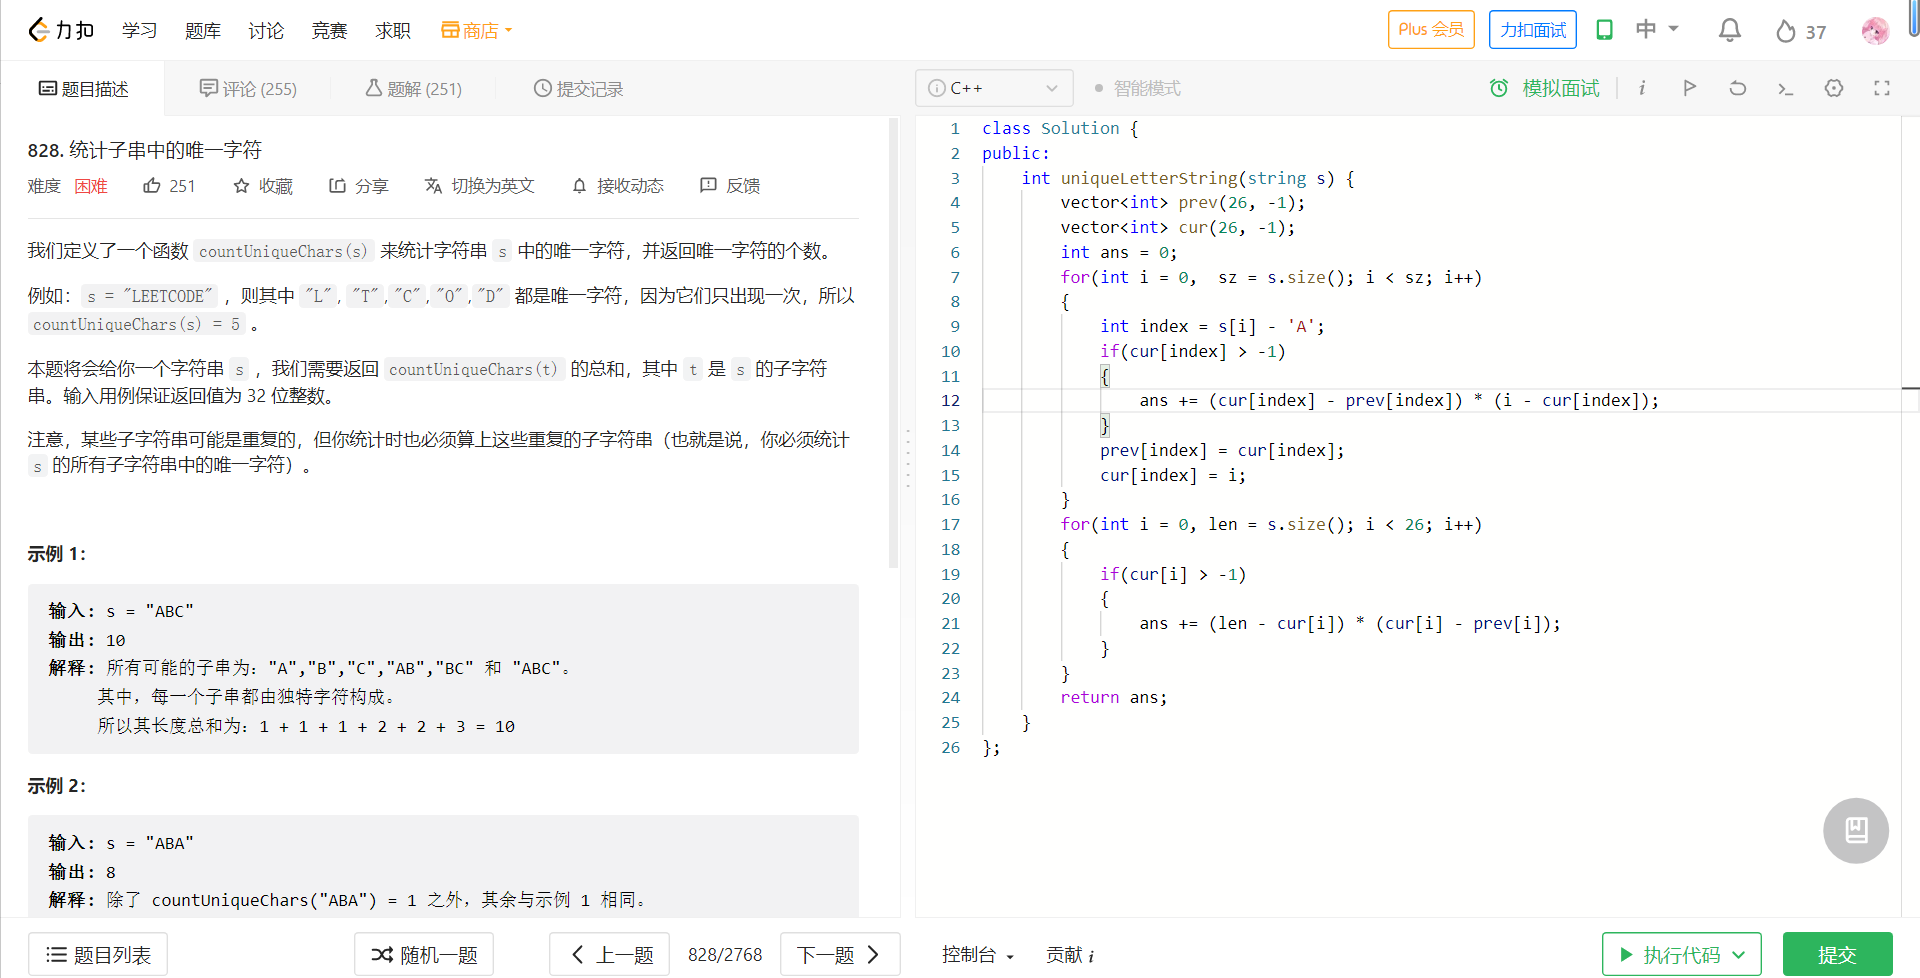 力扣 学习 题库 讨论 竞赛 求职 商店 Plus 会员 力扣面试 中 37
题目描述 评论 (255) 题解 (251) 提交记录
828. 统计子串中的唯一字符
难度 困难 251 收藏 分享 切换为英文 接收动态 反馈
我们定义了一个函数 countUniqueChars(s) 来统计字符串 s 中的唯一字符，并返回唯一字符的个数。
例如：s = "LEETCODE" ，则其中 "L", "T","C","O","D" 都是唯一字符，因为它们只出现一次，所以
countUniqueChars(s) = 5 。
本题将会给你一个字符串 s ，我们需要返回 countUniqueChars(t) 的总和，其中 t 是 s 的子字符
串。输入用例保证返回值为 32 位整数。
注意，某些子字符串可能是重复的，但你统计时也必须算上这些重复的子字符串（也就是说，你必须统计
s 的所有子字符串中的唯一字符）。
示例 1：
输入: s = "ABC"
输出: 10
解释: 所有可能的子串为："A","B","C","AB","BC" 和 "ABC"。
其中，每一个子串都由独特字符构成。
所以其长度总和为：1 + 1 + 1 + 2 + 2 + 3 = 10
示例 2：
输入: s = "ABA"
输出: 8
解释: 除了 countUniqueChars("ABA") = 1 之外，其余与示例 1 相同。
题目列表 随机一题 上一题 828/2768 下一题
C++ 智能模式 模拟面试
1 class Solution {
2 public:
3 int uniqueLetterString(string s) {
4 vector<int> prev(26, -1);
5 vector<int> cur(26, -1);
6 int ans = 0;
7 for(int i = 0,  sz = s.size(); i < sz; i++)
8 {
9 int index = s[i] - 'A';
10 if(cur[index] > -1)
11 {
12 ans += (cur[index] - prev[index]) * (i - cur[index]);
13 }
14 prev[index] = cur[index];
15 cur[index] = i;
16 }
17 for(int i = 0, len = s.size(); i < 26; i++)
18 {
19 if(cur[i] > -1)
20 {
21 ans += (len - cur[i]) * (cur[i] - prev[i]);
22 }
23 }
24 return ans;
25 }
26 };
控制台 贡献 i 执行代码 提交